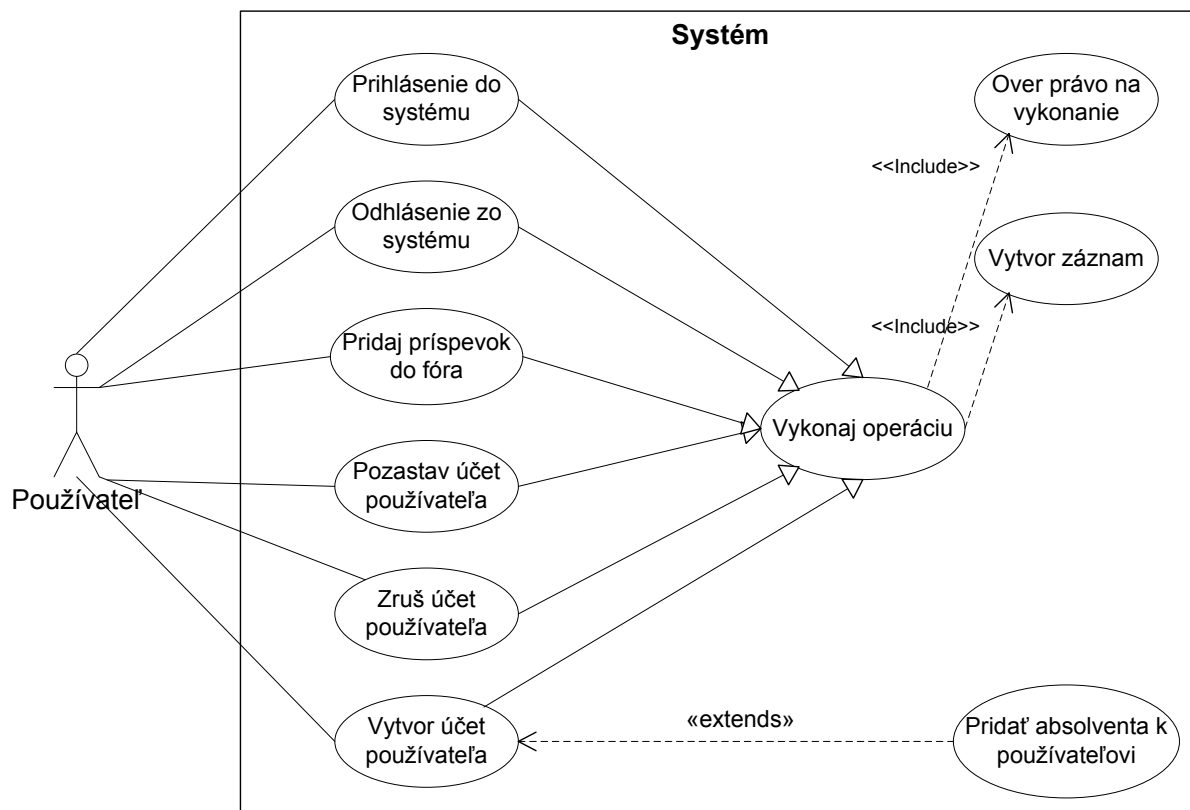 Systém
Prihlásenie do
systému
Over právo na
vykonanie
<<Include>>
Odhlásenie zo
systému
Vytvor záznam
<<Include>>
Pridaj príspevok
do fóra
Vykonaj operáciu
Pozastav účet
používateľa
Používateľ
Zruš účet
používateľa
Vytvor účet
používateľa
«extends»
Pridať absolventa k
používateľovi